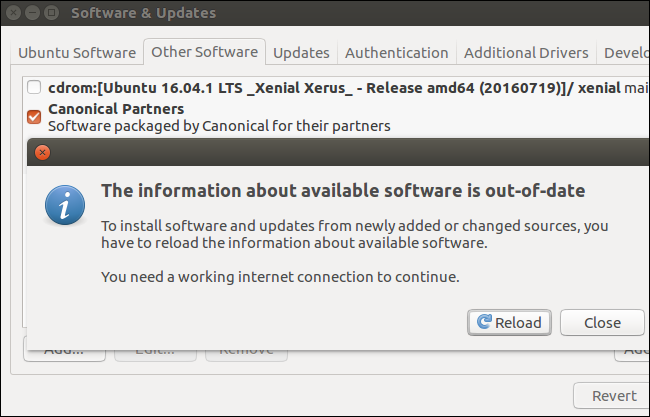 Software & Updates
Ubuntu Software Other Software Updates Authentication Additional Drivers Develo
cdrom:[Ubuntu 16.04.1 LTS _Xenial Xerus_ - Release amd64 (20160719)]/ xenial mai
Canonical Partners
Software packaged by Canonical for their partners
The information about available software is out-of-date
To install software and updates from newly added or changed sources, you
have to reload the information about available software.
You need a working internet connection to continue.
Reload Close
Add... Edit... Remove Add
Revert